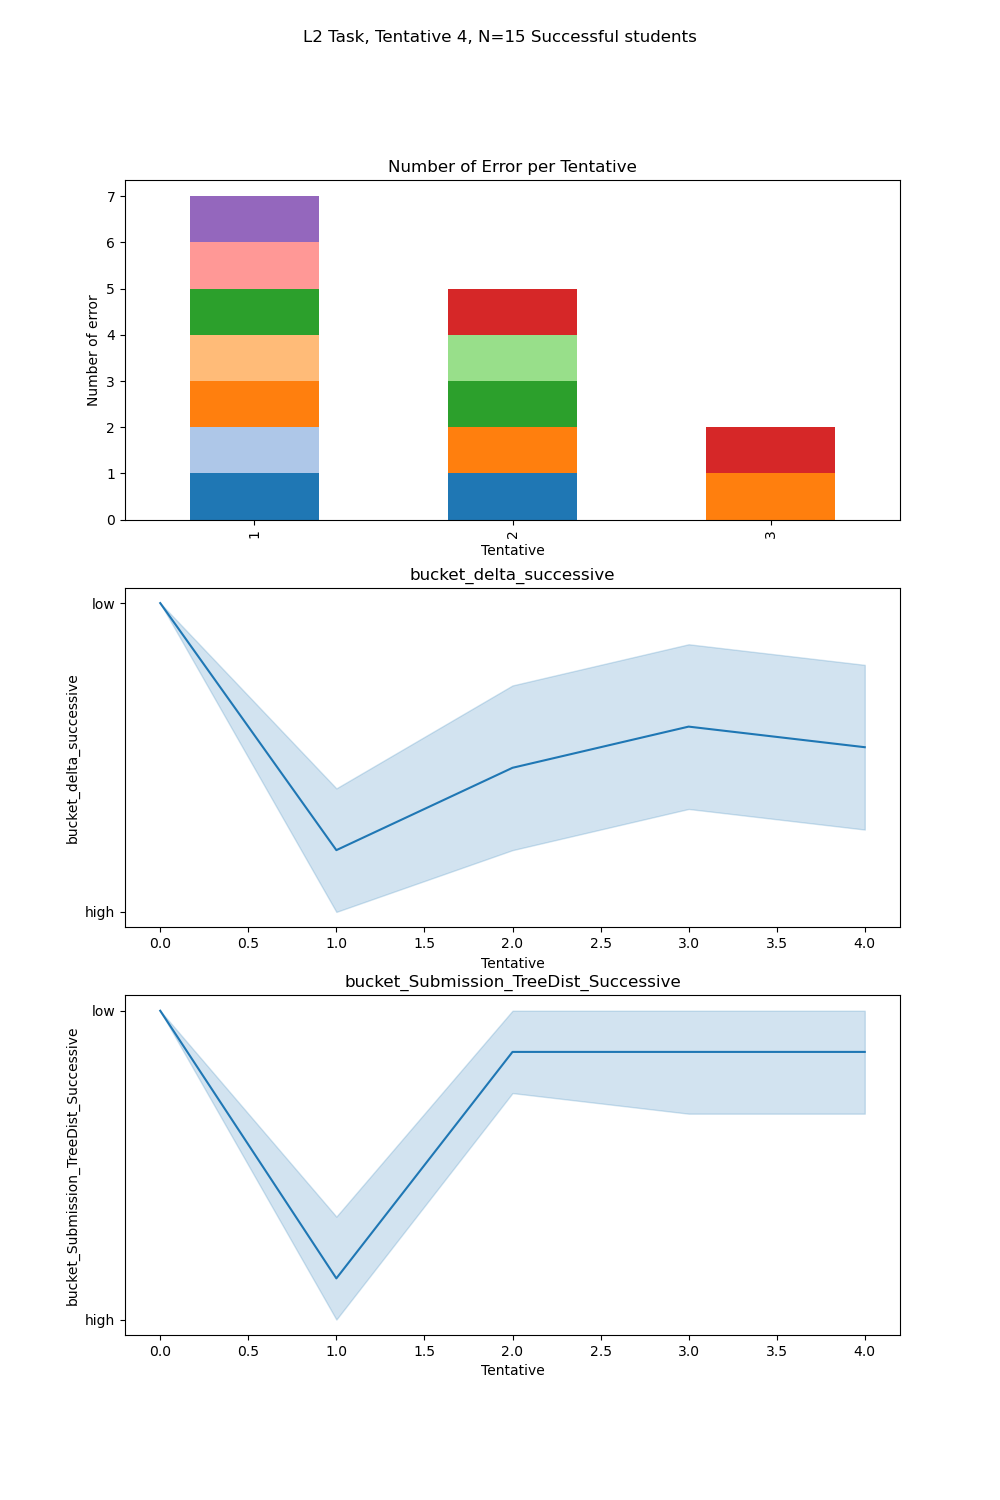 L2 Task, Tentative 4, N=15 Successful students
Number of Error per Tentative
7
6
5
4
3
2
1
0
Number of error
1 2 3
Tentative
bucket_delta_successive
low
high
bucket_delta_successive
0.0 0.5 1.0 1.5 2.0 2.5 3.0 3.5 4.0
Tentative
bucket_Submission_TreeDist_Successive
low
high
bucket_Submission_TreeDist_Successive
0.0 0.5 1.0 1.5 2.0 2.5 3.0 3.5 4.0
Tentative